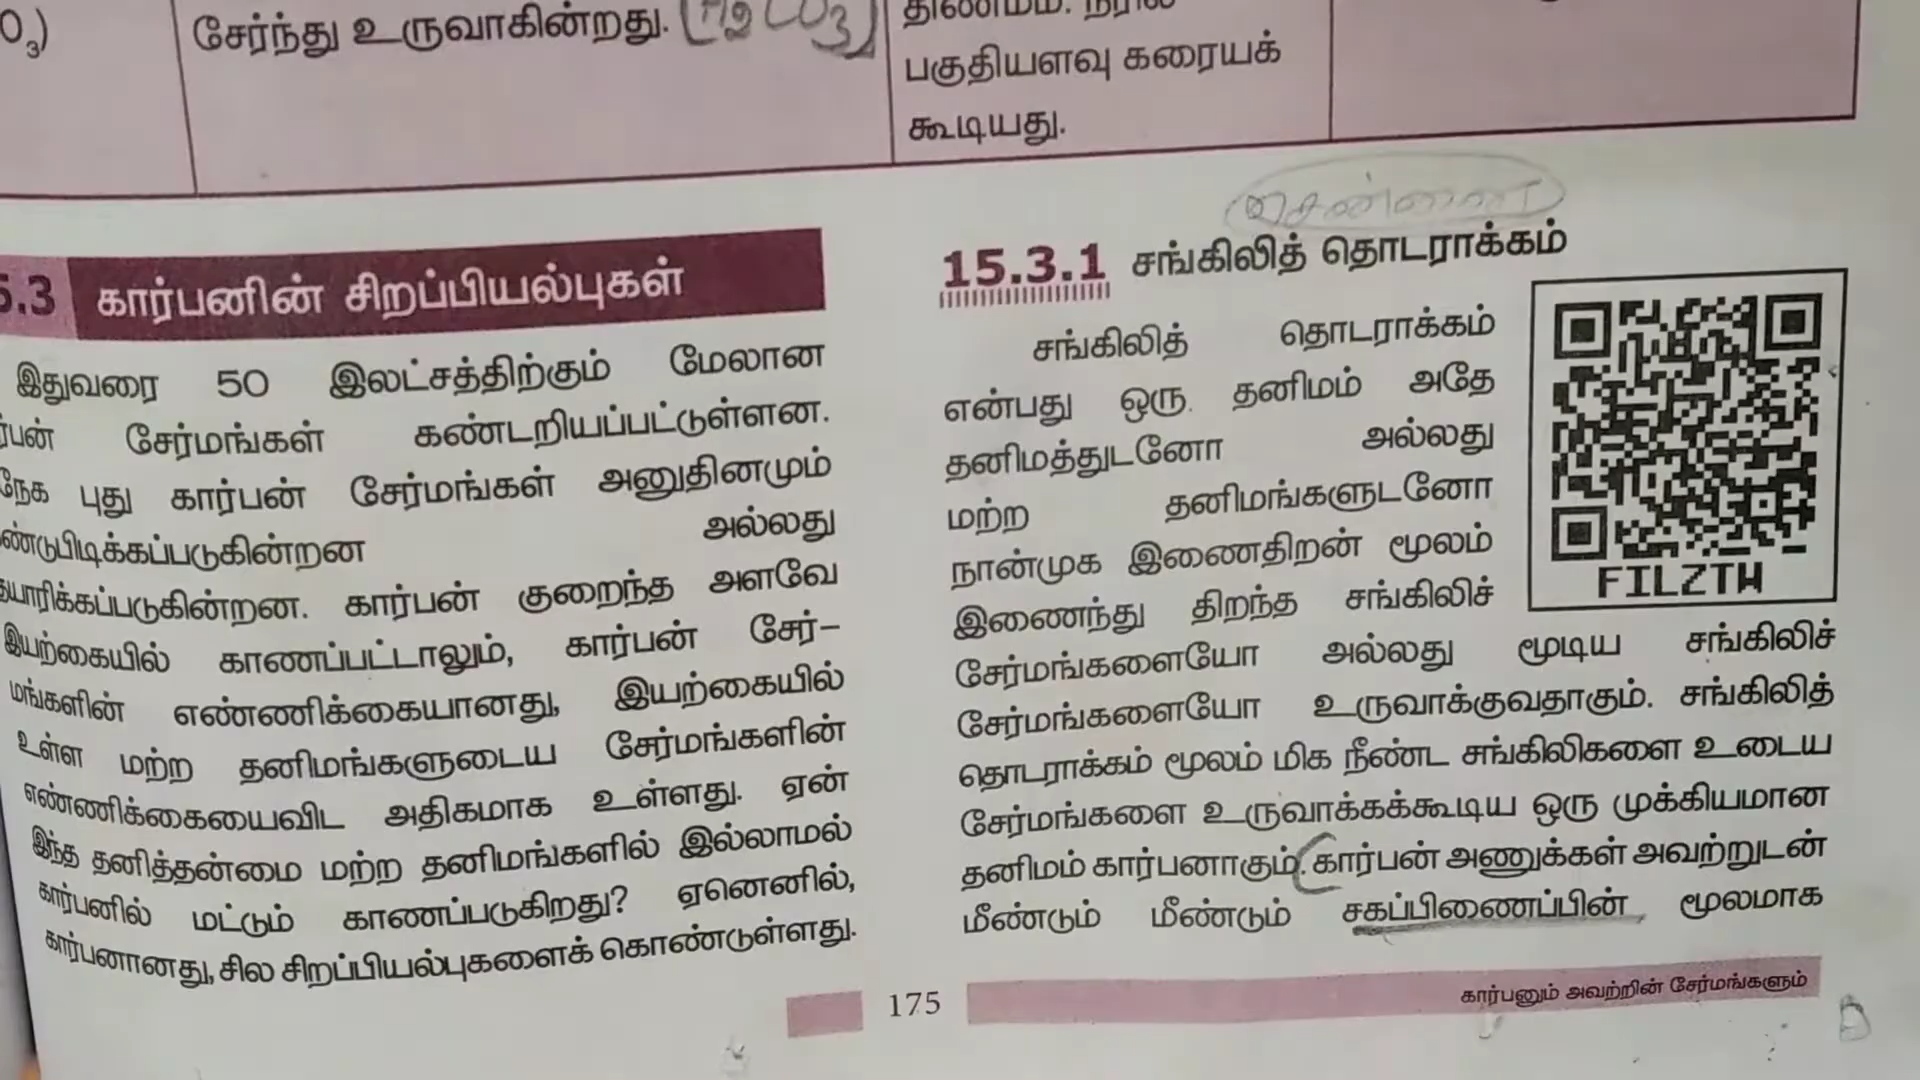 O₃)
சேர்ந்து உருவாகின்றது.
பகுதியளவு கரையக்
கூடியது.
5.3 கார்பனின் சிறப்பியல்புகள்
இதுவரை 50 இலட்சத்திற்கும் மேலான
ர்பன் சேர்மங்கள் கண்டறியப்பட்டுள்ளன.
நேக புது கார்பன் சேர்மங்கள் அனுதினமும்
ண்டுபிடிக்கப்படுகின்றன அல்லது
யாரிக்கப்படுகின்றன. கார்பன் குறைந்த அளவே
இயற்கையில் காணப்பட்டாலும், கார்பன் சேர்–
மங்களின் எண்ணிக்கையானது, இயற்கையில்
உள்ள மற்ற தனிமங்களுடைய சேர்மங்களின்
எண்ணிக்கையைவிட அதிகமாக உள்ளது. ஏன்
இந்த தனித்தன்மை மற்ற தனிமங்களில் இல்லாமல்
கார்பனில் மட்டும் காணப்படுகிறது? ஏனெனில்,
கார்பனானது, சில சிறப்பியல்புகளைக் கொண்டுள்ளது.
15.3.1 சங்கிலித் தொடராக்கம்
சங்கிலித் தொடராக்கம்
என்பது ஒரு தனிமம் அதே
தனிமத்துடனோ அல்லது
மற்ற தனிமங்களுடனோ
நான்முக இணைதிறன் மூலம்
இணைந்து திறந்த சங்கிலிச்
சேர்மங்களையோ அல்லது மூடிய சங்கிலிச்
சேர்மங்களையோ உருவாக்குவதாகும். சங்கிலித்
தொடராக்கம் மூலம் மிக நீண்ட சங்கிலிகளை உடைய
சேர்மங்களை உருவாக்கக்கூடிய ஒரு முக்கியமான
தனிமம் கார்பனாகும். கார்பன் அணுக்கள் அவற்றுடன்
மீண்டும் மீண்டும் சகப்பிணைப்பின் மூலமாக
FILZTW
175
கார்பனும் அவற்றின் சேர்மங்களும்